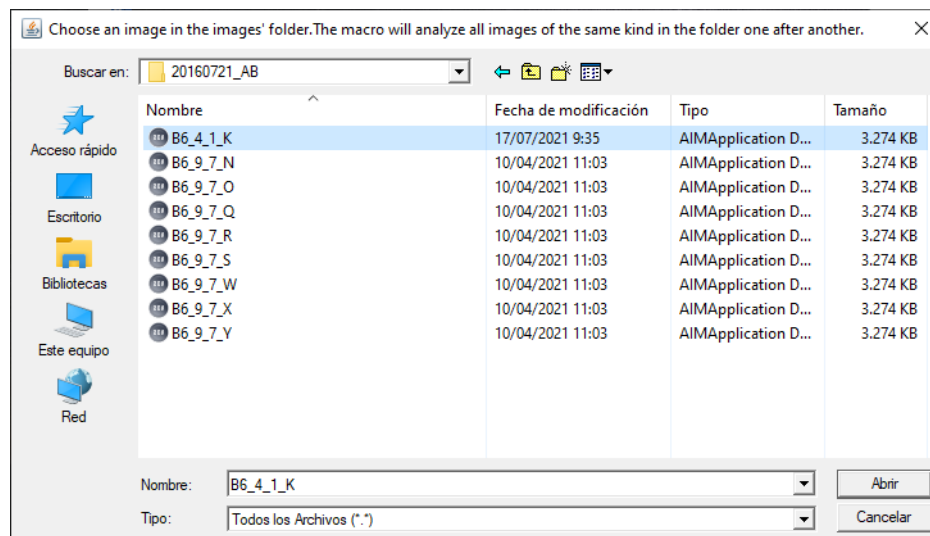 Choose an image in the images' folder.The macro will analyze all images of the same kind in the folder one after another.
Buscar en: 20160721_AB
Nombre Fecha de modificación Tipo Tamaño
B6_4_1_K 17/07/2021 9:35 AIMApplication D... 3.274 KB
B6_9_7_N 10/04/2021 11:03 AIMApplication D... 3.274 KB
B6_9_7_O 10/04/2021 11:03 AIMApplication D... 3.274 KB
B6_9_7_Q 10/04/2021 11:03 AIMApplication D... 3.274 KB
B6_9_7_R 10/04/2021 11:03 AIMApplication D... 3.274 KB
B6_9_7_S 10/04/2021 11:03 AIMApplication D... 3.274 KB
B6_9_7_W 10/04/2021 11:03 AIMApplication D... 3.274 KB
B6_9_7_X 10/04/2021 11:03 AIMApplication D... 3.274 KB
B6_9_7_Y 10/04/2021 11:03 AIMApplication D... 3.274 KB
Acceso rápido
Escritorio
Bibliotecas
Este equipo
Red
Nombre: B6_4_1_K Abrir
Tipo: Todos los Archivos (*.*) Cancelar